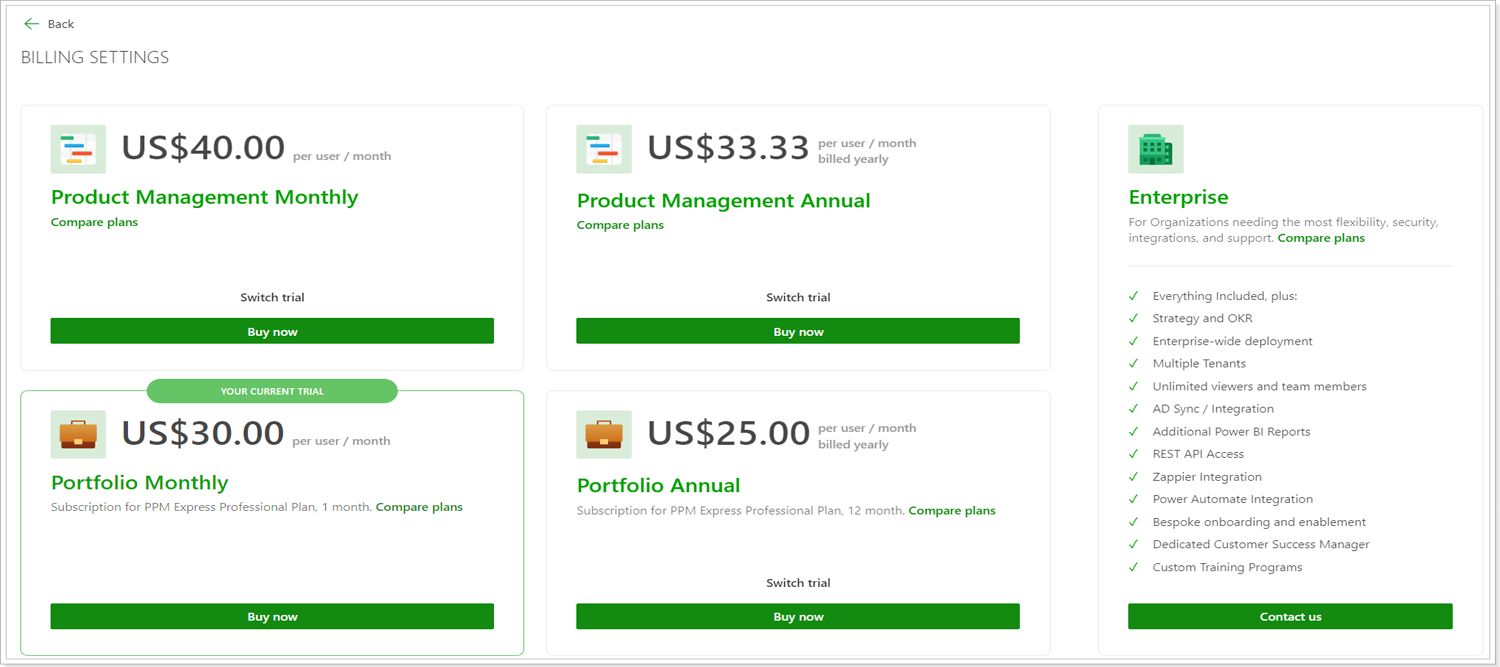 Back
BILLING SETTINGS
US$40.00 per user / month
Product Management Monthly
Compare plans
Switch trial
Buy now
US$33.33 per user / month
billed yearly
Product Management Annual
Compare plans
Switch trial
Buy now
YOUR CURRENT TRIAL
US$30.00 per user / month
Portfolio Monthly
Subscription for PPM Express Professional Plan, 1 month. Compare plans
Buy now
US$25.00 per user / month
billed yearly
Portfolio Annual
Subscription for PPM Express Professional Plan, 12 month. Compare plans
Switch trial
Buy now
Enterprise
For Organizations needing the most flexibility, security,
integrations, and support. Compare plans
Everything Included, plus:
Strategy and OKR
Enterprise-wide deployment
Multiple Tenants
Unlimited viewers and team members
AD Sync / Integration
Additional Power BI Reports
REST API Access
Zappier Integration
Power Automate Integration
Bespoke onboarding and enablement
Dedicated Customer Success Manager
Custom Training Programs
Contact us